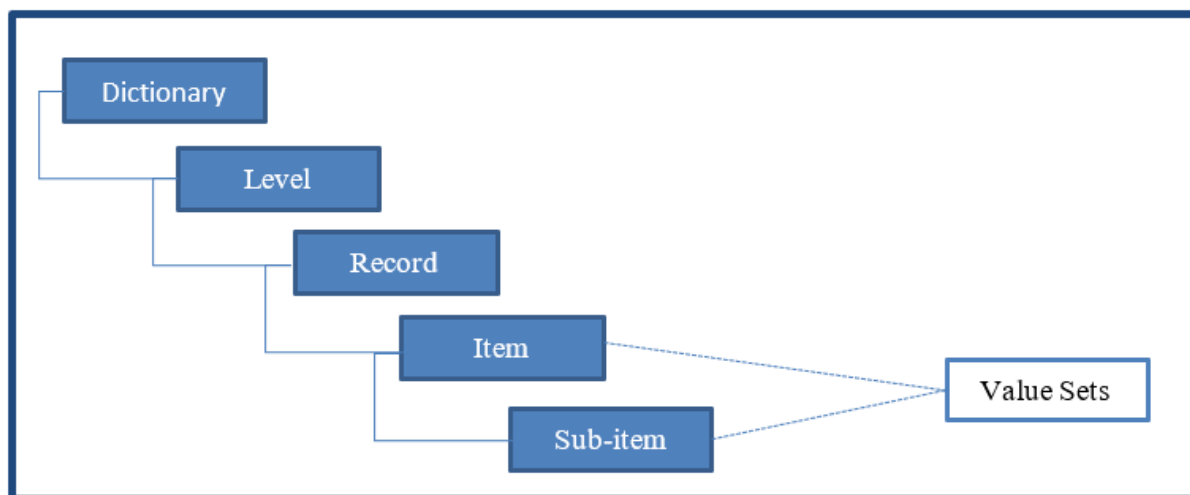 Dictionary
Level
Record
Item
Value Sets
Sub-item